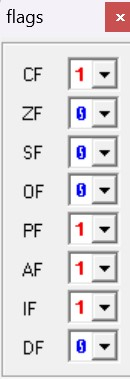 flags
CF 1
ZF 0
SF 0
OF 0
PF 1
AF 1
IF 1
DF 0